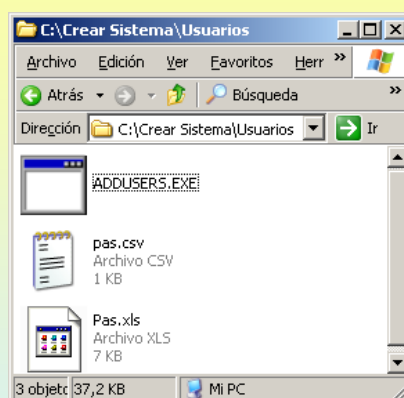 C:\Crear Sistema\Usuarios
Archivo Edición Ver Favoritos Herr »
Atrás Búsqueda »
Dirección C:\Crear Sistema\Usuarios Ir
ADDUSERS.EXE
pas.csv
Archivo CSV
1 KB
Pas.xls
Archivo XLS
7 KB
3 objetc 37,2 KB Mi PC